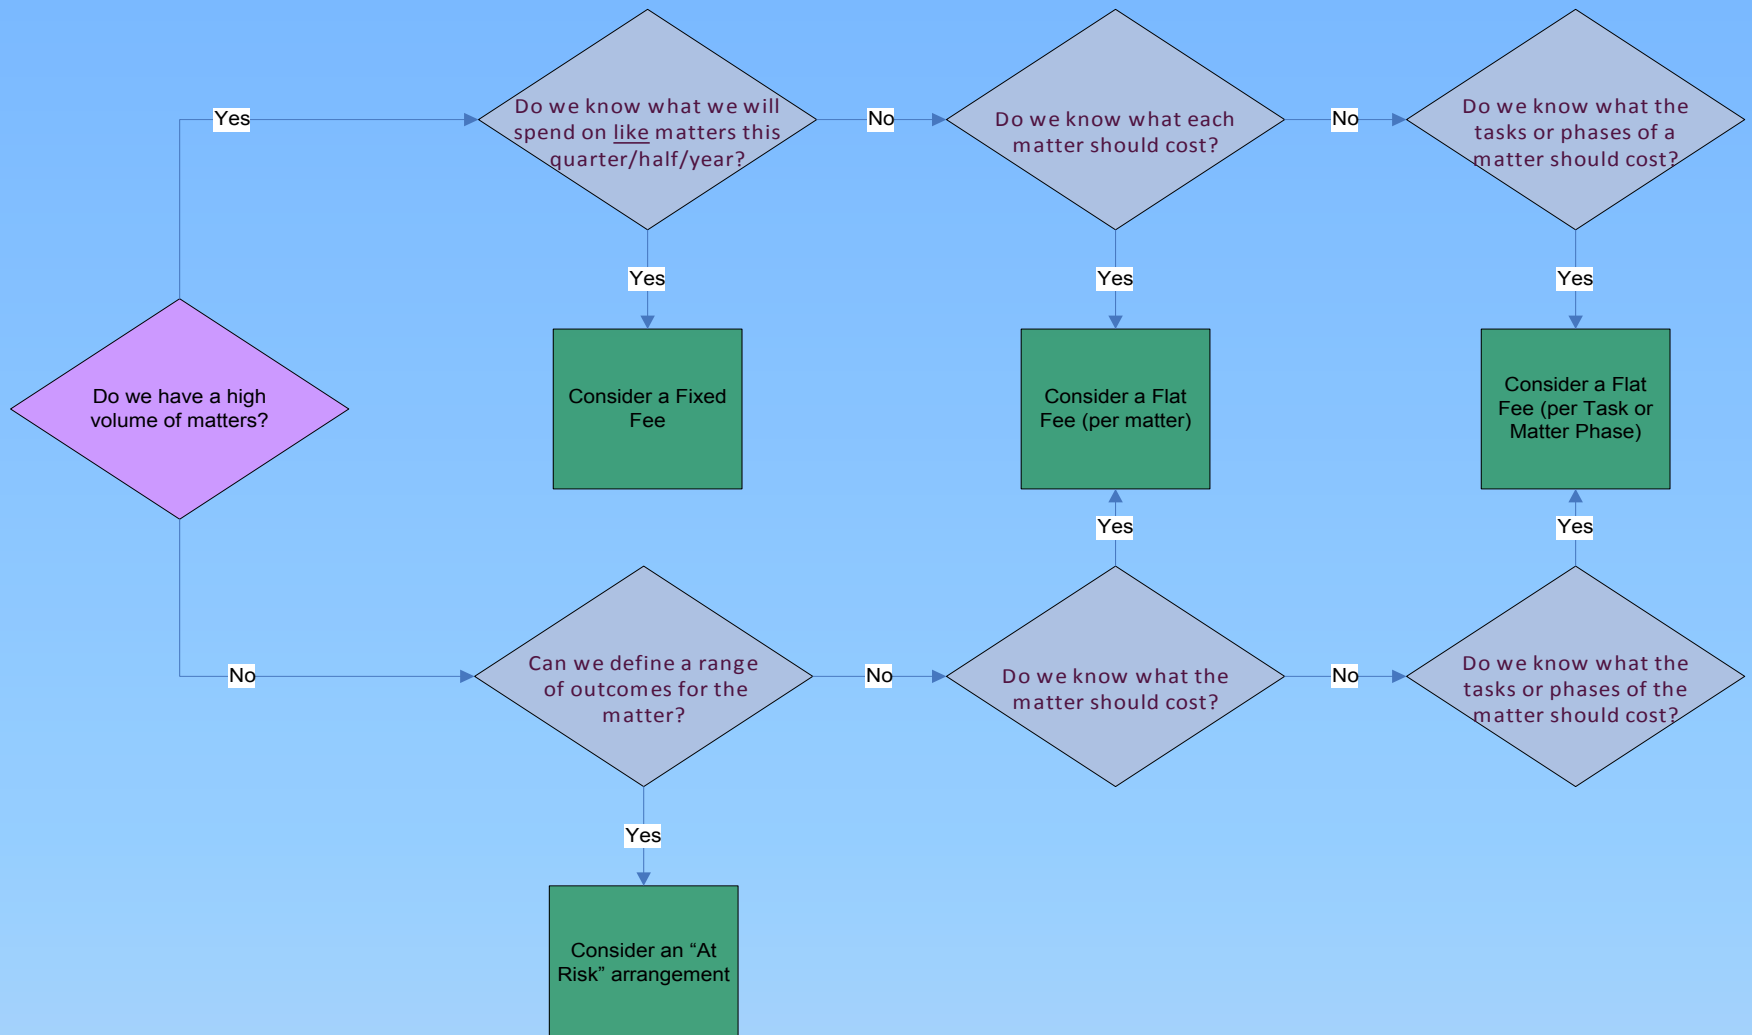 Do we know what we will
spend on like matters this
quarter/half/year?
Do we know what each
matter should cost?
Do we know what the
tasks or phases of a
matter should cost?
Yes
No
No
Yes
Yes
Yes
Do we have a high
volume of matters?
Consider a Fixed
Fee
Consider a Flat
Fee (per matter)
Consider a Flat
Fee (per Task or
Matter Phase)
Yes
Yes
Can we define a range
of outcomes for the
matter?
Do we know what the
matter should cost?
Do we know what the
tasks or phases of the
matter should cost?
No
No
No
Yes
Consider an “At
Risk” arrangement